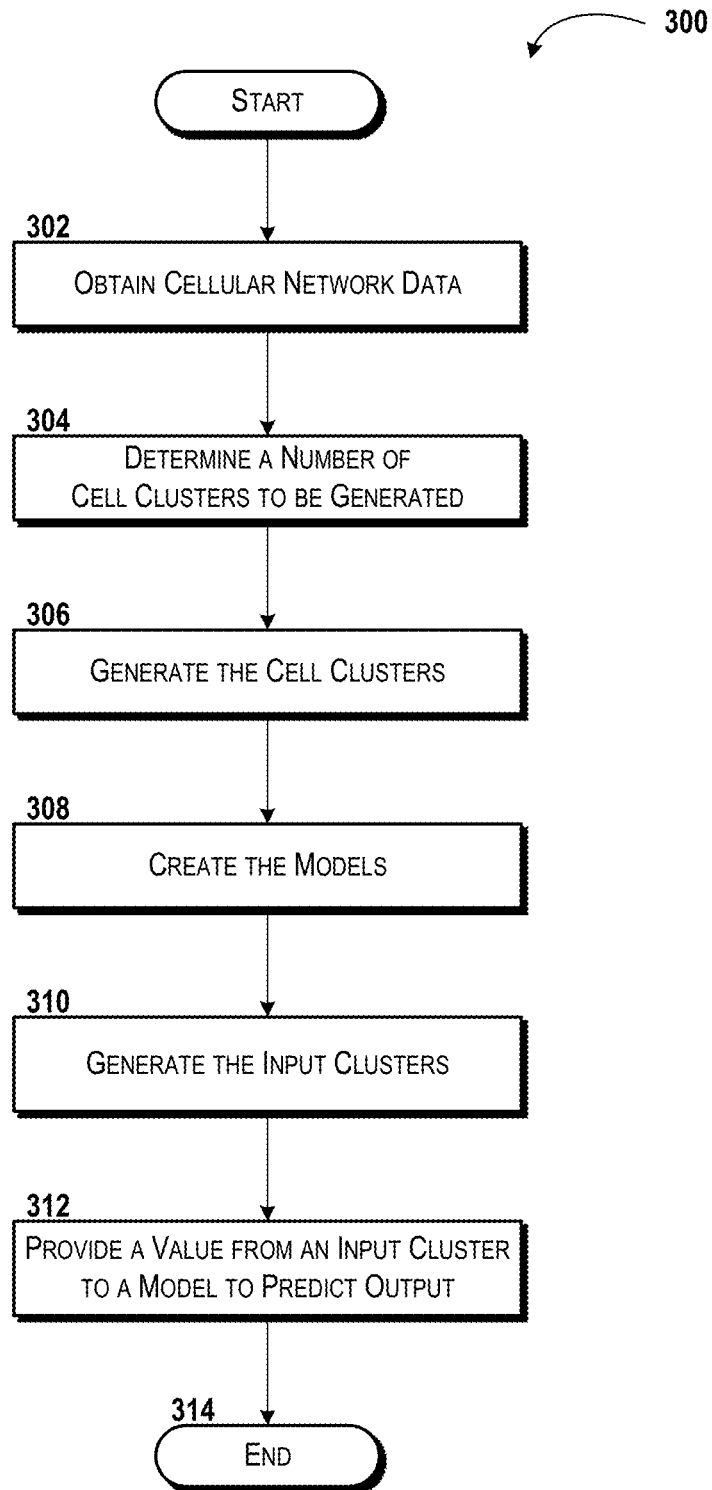 300
START
302
OBTAIN CELLULAR NETWORK DATA
304
DETERMINE A NUMBER OF
CELL CLUSTERS TO BE GENERATED
306
GENERATE THE CELL CLUSTERS
308
CREATE THE MODELS
310
GENERATE THE INPUT CLUSTERS
312
PROVIDE A VALUE FROM AN INPUT CLUSTER
TO A MODEL TO PREDICT OUTPUT
314
END